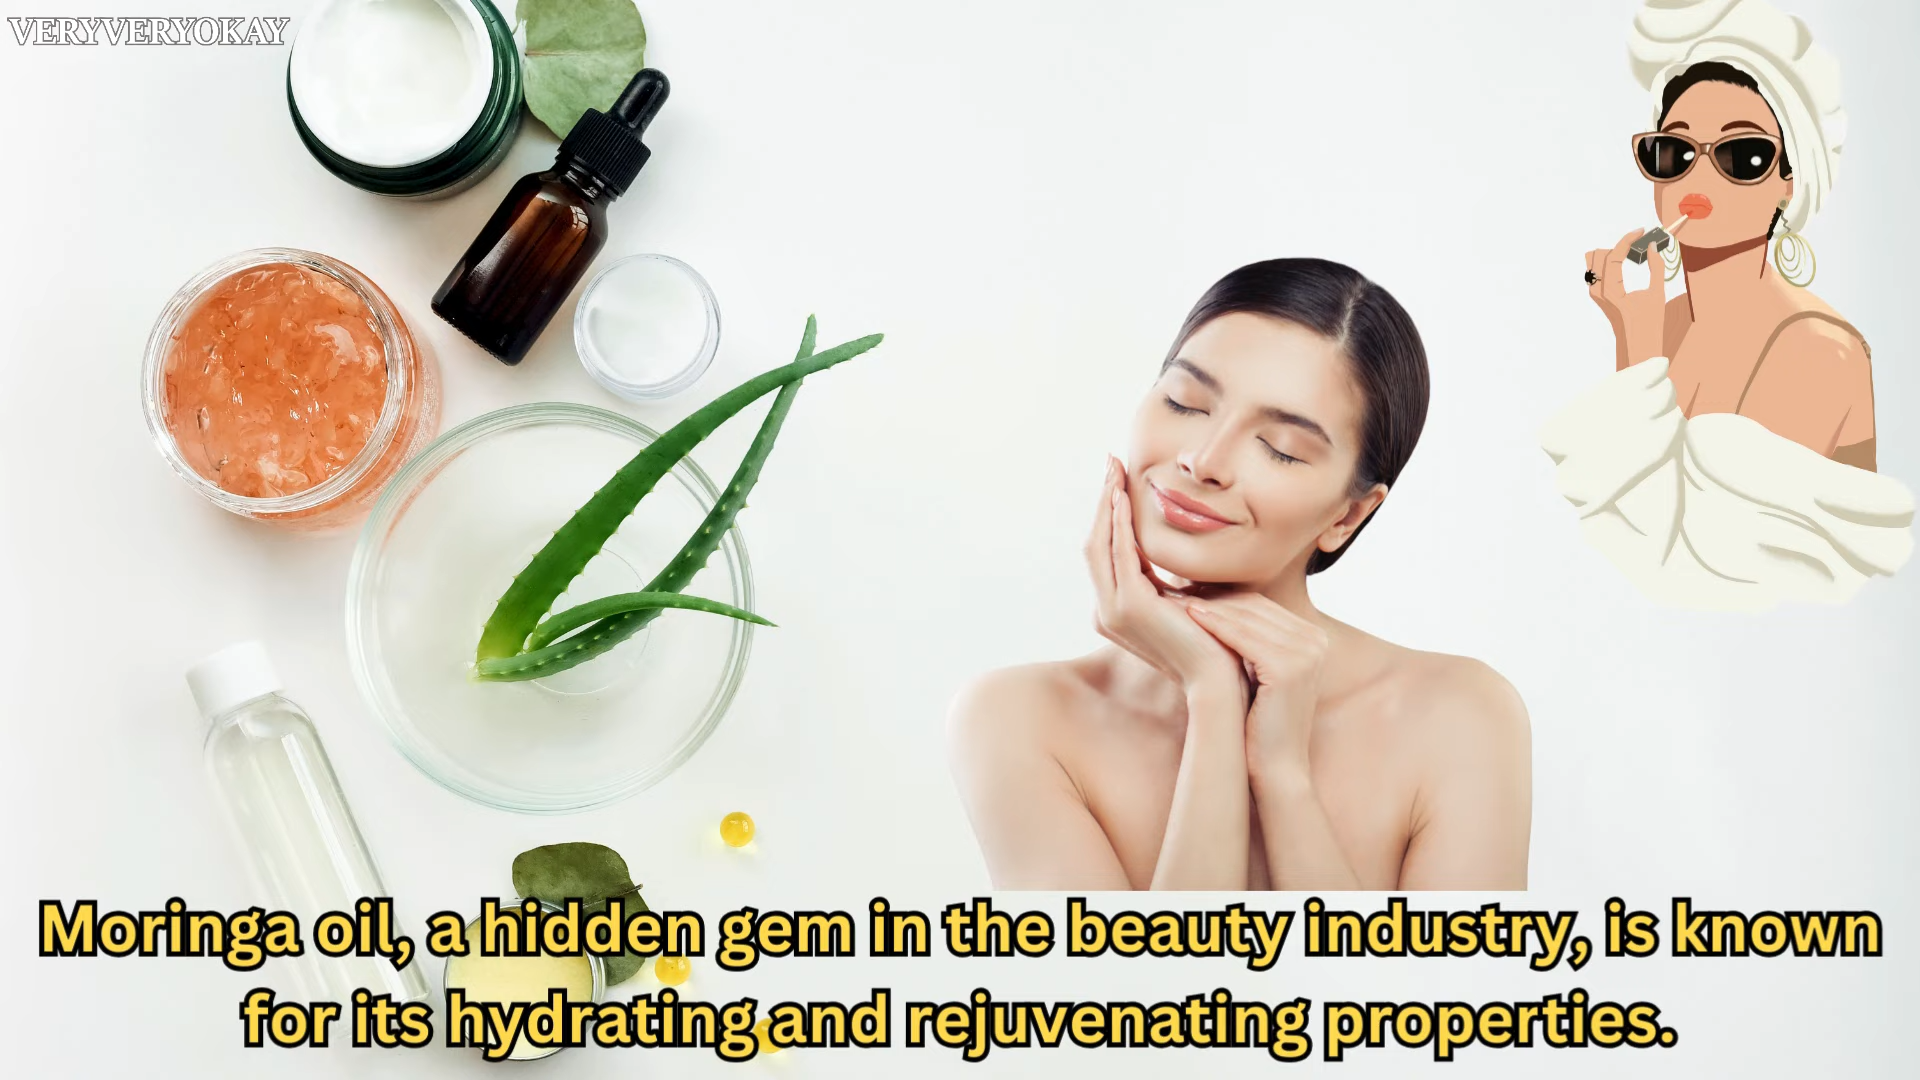 VERYVERYOKAY
Moringa oil, a hidden gem in the beauty industry, is known
for its hydrating and rejuvenating properties.